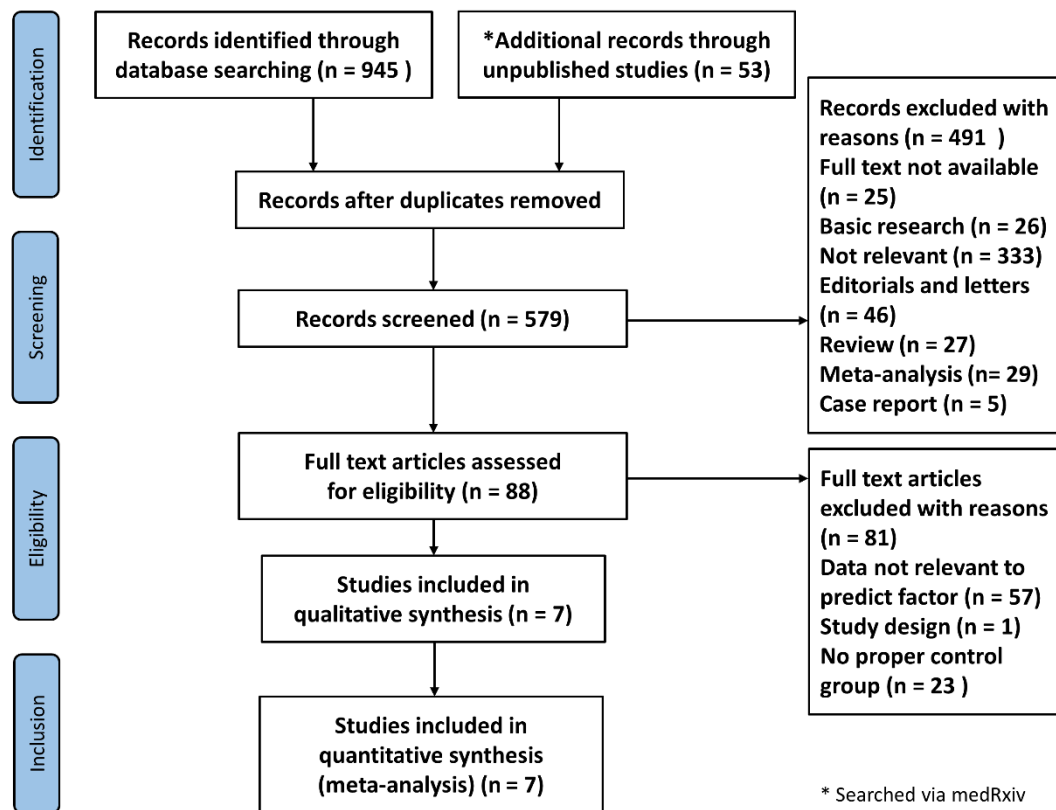 Identification
Records identified through
database searching (n = 945 )
*Additional records through
unpublished studies (n = 53)
Records after duplicates removed
Records excluded with
reasons (n = 491 )
Full text not available
(n = 25)
Basic research (n = 26)
Not relevant (n = 333)
Editorials and letters
(n = 46)
Review (n = 27)
Meta-analysis (n= 29)
Case report (n = 5)
Screening
Records screened (n = 579)
Eligibility
Full text articles assessed
for eligibility (n = 88)
Full text articles
excluded with reasons
(n = 81)
Data not relevant to
predict factor (n = 57)
Study design (n = 1)
No proper control
group (n = 23 )
Studies included in
qualitative synthesis (n = 7)
Inclusion
Studies included in
quantitative synthesis
(meta-analysis) (n = 7)
* Searched via medRxiv